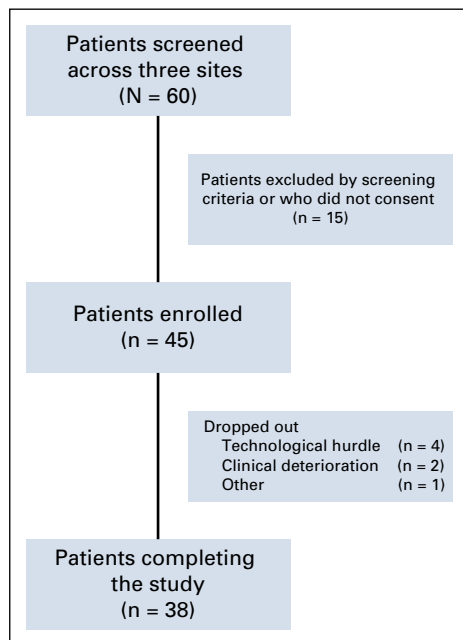 Patients screened
across three sites
(N = 60)
Patients excluded by screening
criteria or who did not consent
(n = 15)
Patients enrolled
(n = 45)
Dropped out
Technological hurdle (n = 4)
Clinical deterioration (n = 2)
Other (n = 1)
Patients completing
the study
(n = 38)